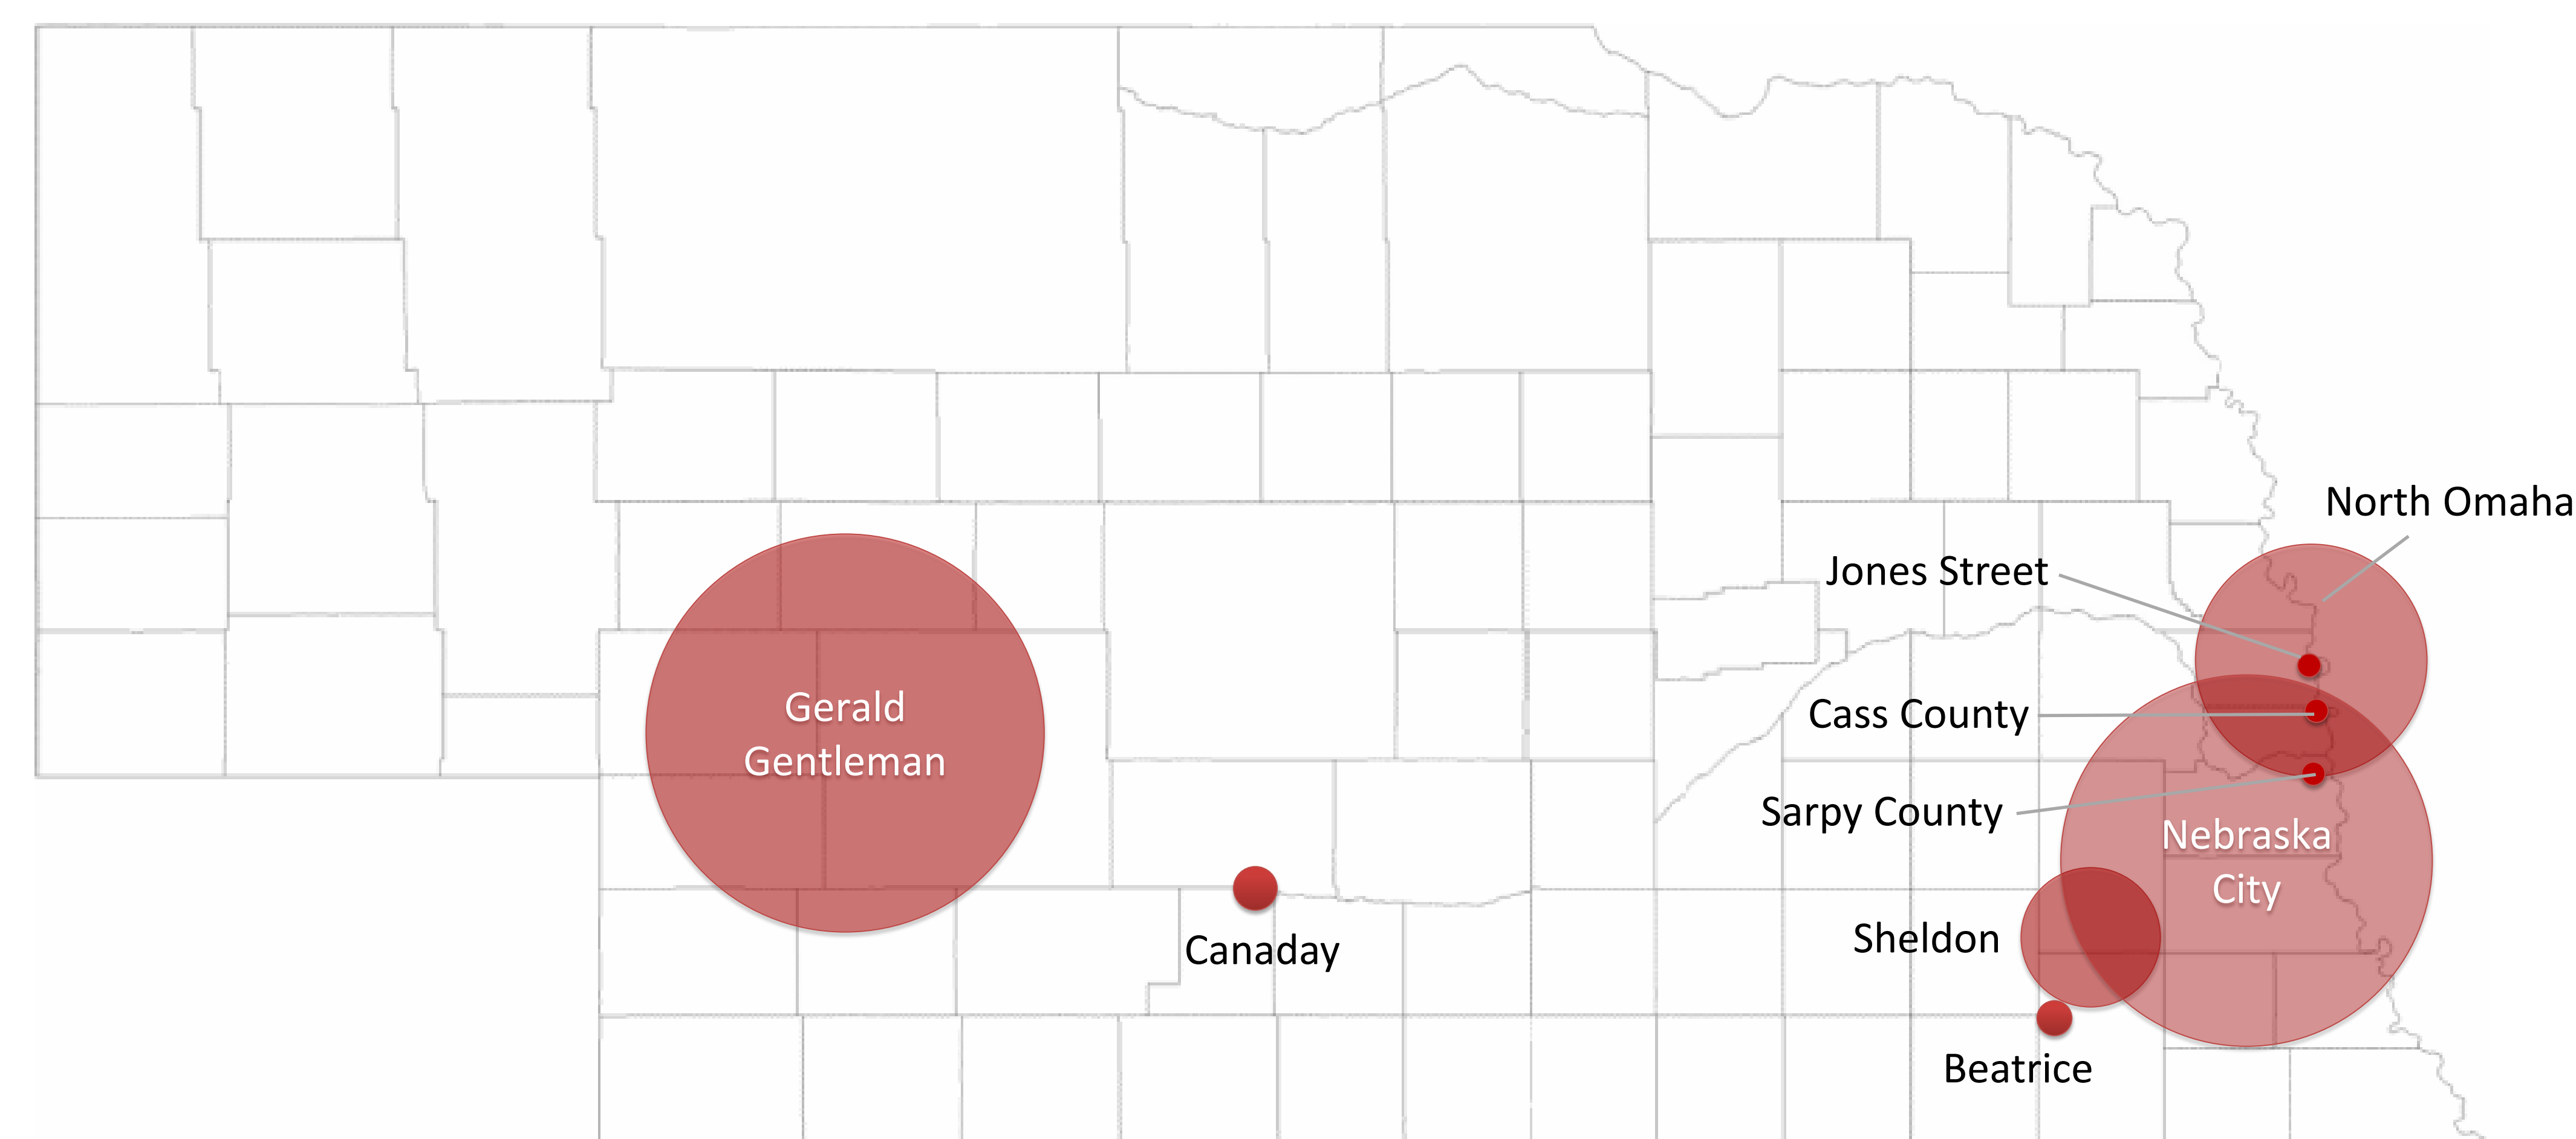 North Omaha
Jones Street
Gerald
Gentleman
Cass County
Sarpy County
Nebraska
City
Sheldon
Canaday
Beatrice